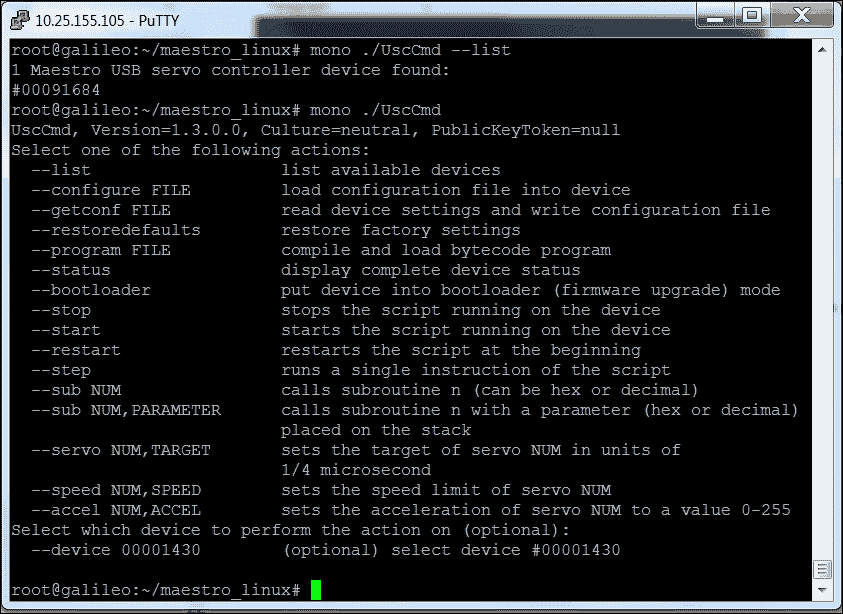 10.25.155.105 - PuTTY
root@galileo:~/maestro_linux# mono ./UscCmd --list
1 Maestro USB servo controller device found:
#00091684
root@galileo:~/maestro_linux# mono ./UscCmd
UscCmd, Version=1.3.0.0, Culture=neutral, PublicKeyToken=null
Select one of the following actions:
  --list                   list available devices
  --configure FILE         load configuration file into device
  --getconf FILE           read device settings and write configuration file
  --restoredefaults        restore factory settings
  --program FILE           compile and load bytecode program
  --status                 display complete device status
  --bootloader             put device into bootloader (firmware upgrade) mode
  --stop                   stops the script running on the device
  --start                  starts the script running on the device
  --restart                restarts the script at the beginning
  --step                   runs a single instruction of the script
  --sub NUM                calls subroutine n (can be hex or decimal)
  --sub NUM,PARAMETER      calls subroutine n with a parameter (hex or decimal)
                           placed on the stack
  --servo NUM,TARGET       sets the target of servo NUM in units of
                           1/4 microsecond
  --speed NUM,SPEED        sets the speed limit of servo NUM
  --accel NUM,ACCEL        sets the acceleration of servo NUM to a value 0-255
Select which device to perform the action on (optional):
  --device 00001430        (optional) select device #00001430
root@galileo:~/maestro_linux#